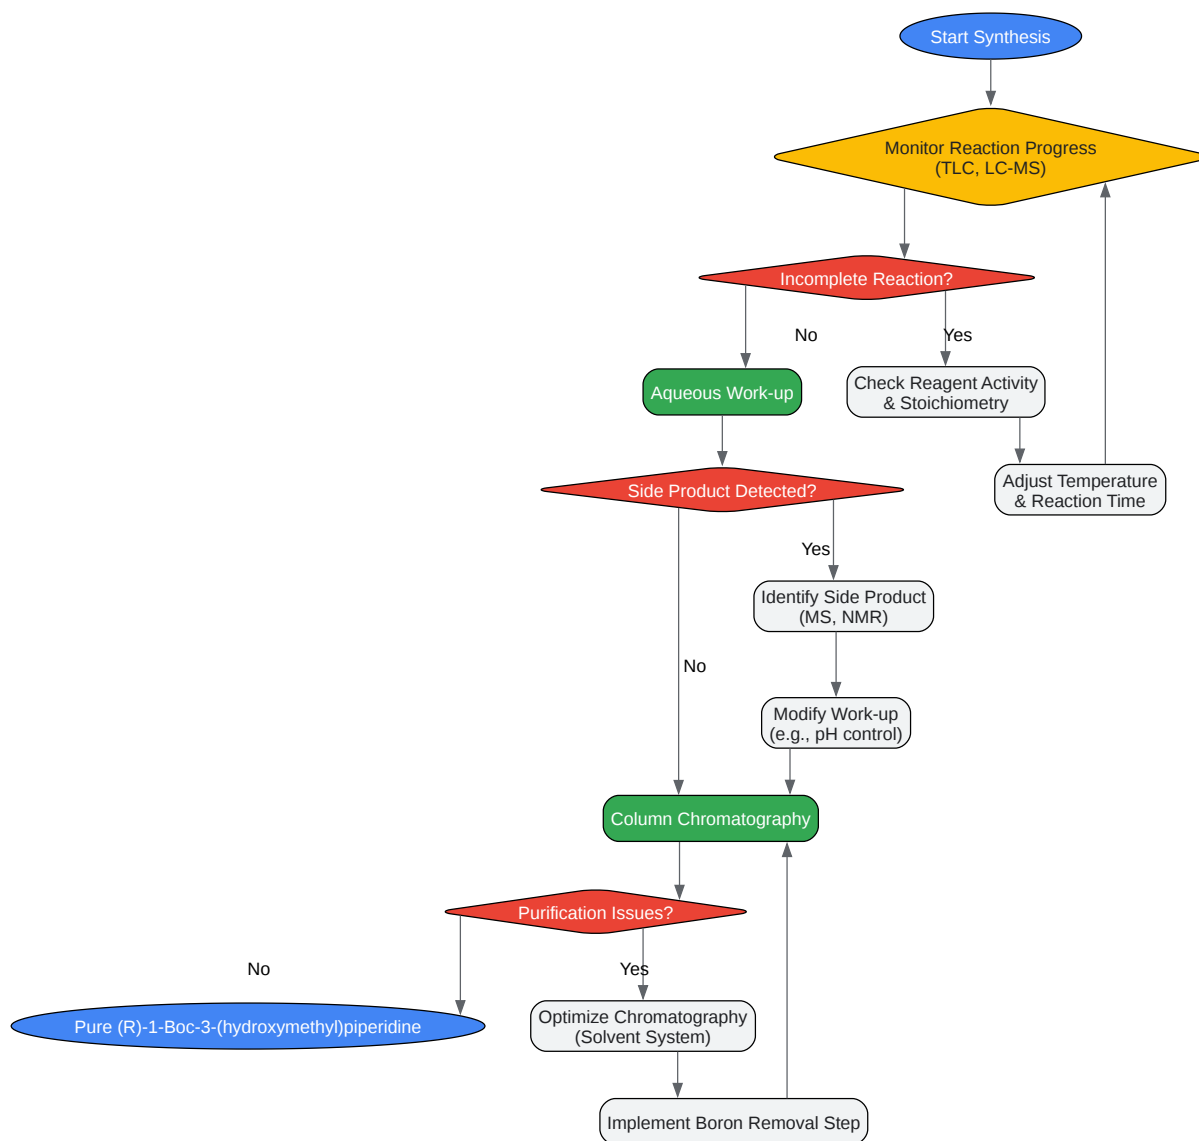 Start Synthesis
Monitor Reaction Progress
(TLC, LC-MS)
Incomplete Reaction?
No
Yes
Aqueous Work-up
Check Reagent Activity
& Stoichiometry
Adjust Temperature
& Reaction Time
Side Product Detected?
Yes
Identify Side Product
(MS, NMR)
No
Modify Work-up
(e.g., pH control)
Column Chromatography
Purification Issues?
No
Yes
Pure (R)-1-Boc-3-(hydroxymethyl)piperidine
Optimize Chromatography
(Solvent System)
Implement Boron Removal Step